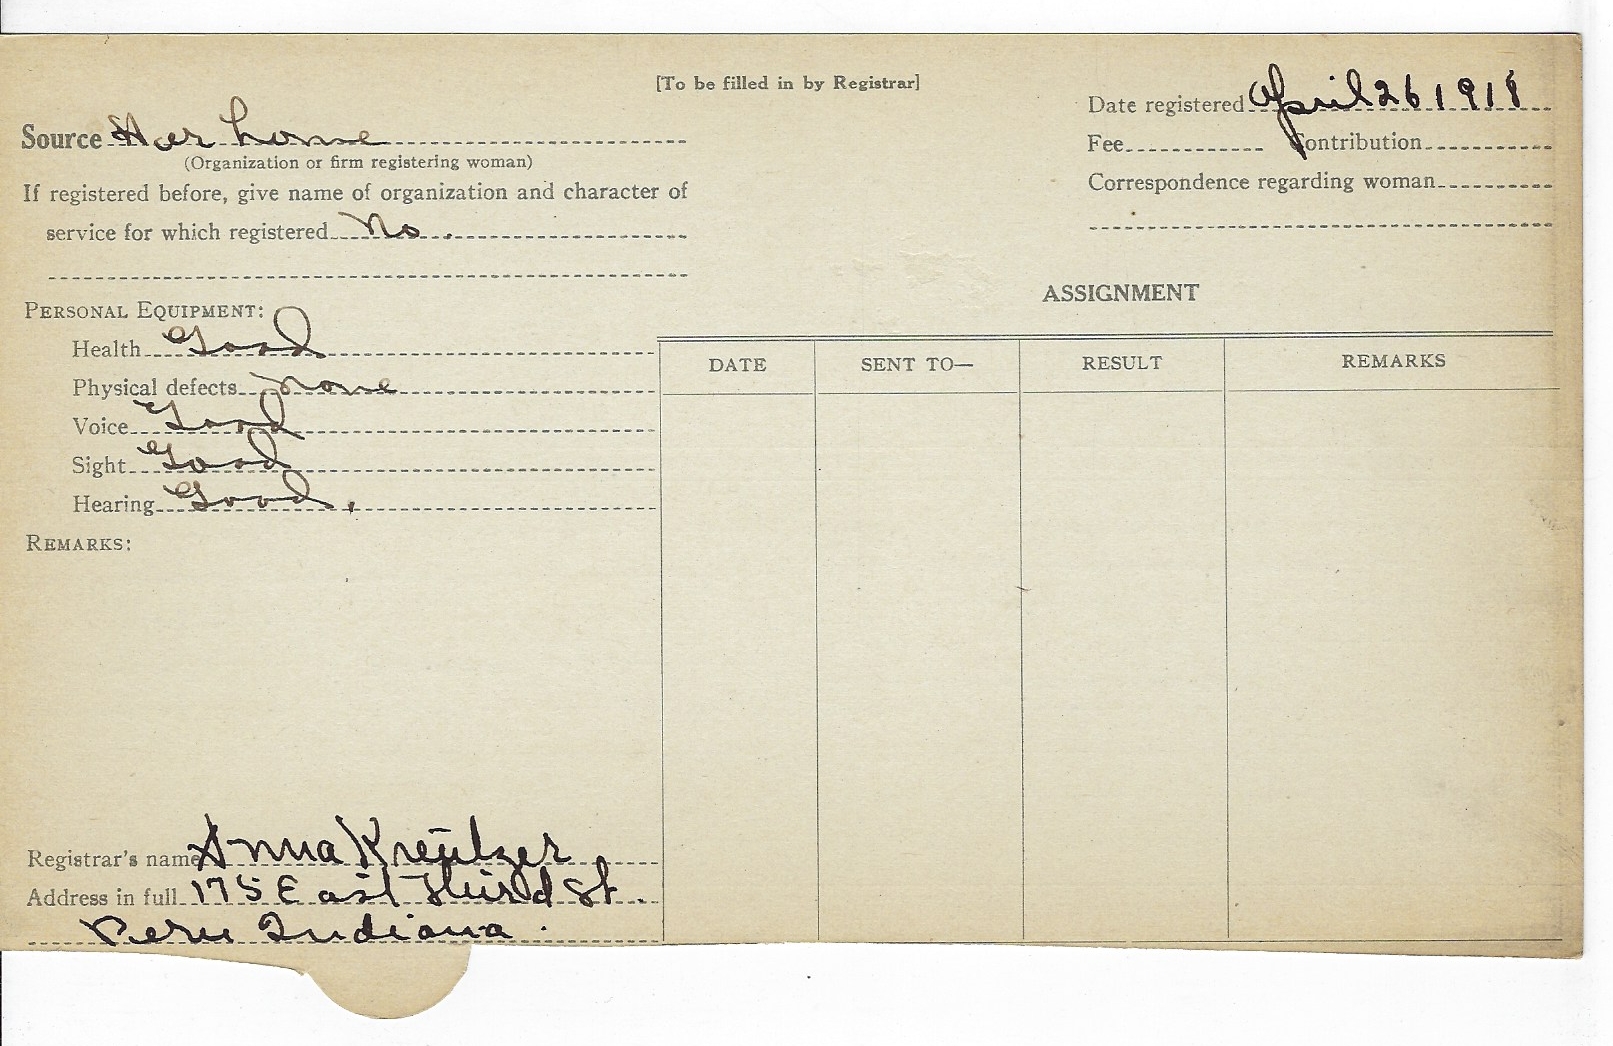 [To be filled in by Registrar]
Source Her home
(Organization or firm registering woman)
If registered before, give name of organization and character of
service for which registered No.
Date registered April 26 1918
Fee Contribution
Correspondence regarding woman
PERSONAL EQUIPMENT:
Health Good
Physical defects None
Voice Good
Sight Good
Hearing Good.
REMARKS:
ASSIGNMENT
DATE SENT TO— RESULT REMARKS
Registrar's name Anna Kreutzer
Address in full 175 East Third St.
Peru Indiana.